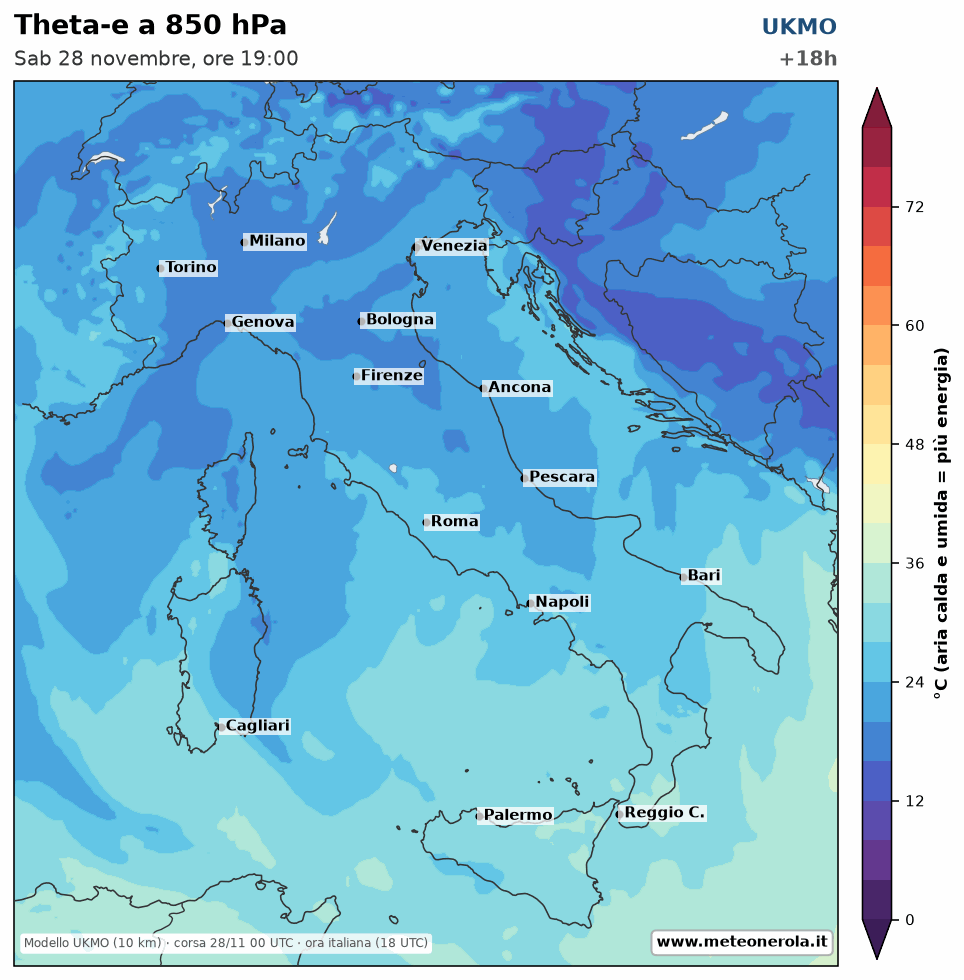 Theta-e a 850 hPa
UKMO
Sab 28 novembre, ore 19:00
+18h
Milano
Venezia
Torino
Genova
Bologna
Firenze
Ancona
Pescara
Roma
Bari
Napoli
Cagliari
Palermo
Reggio C.
72
60
48
36
24
12
0
°C (aria calda e umida = più energia)
Modello UKMO (10 km) · corsa 28/11 00 UTC · ora italiana (18 UTC)
www.meteonerola.it